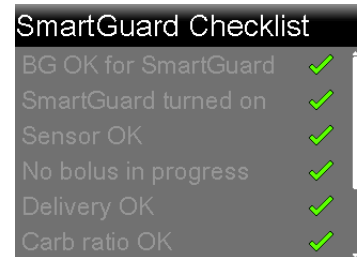 SmartGuard Checklist
BG OK for SmartGuard
SmartGuard turned on
Sensor OK
No bolus in progress
Delivery OK
Carb ratio OK